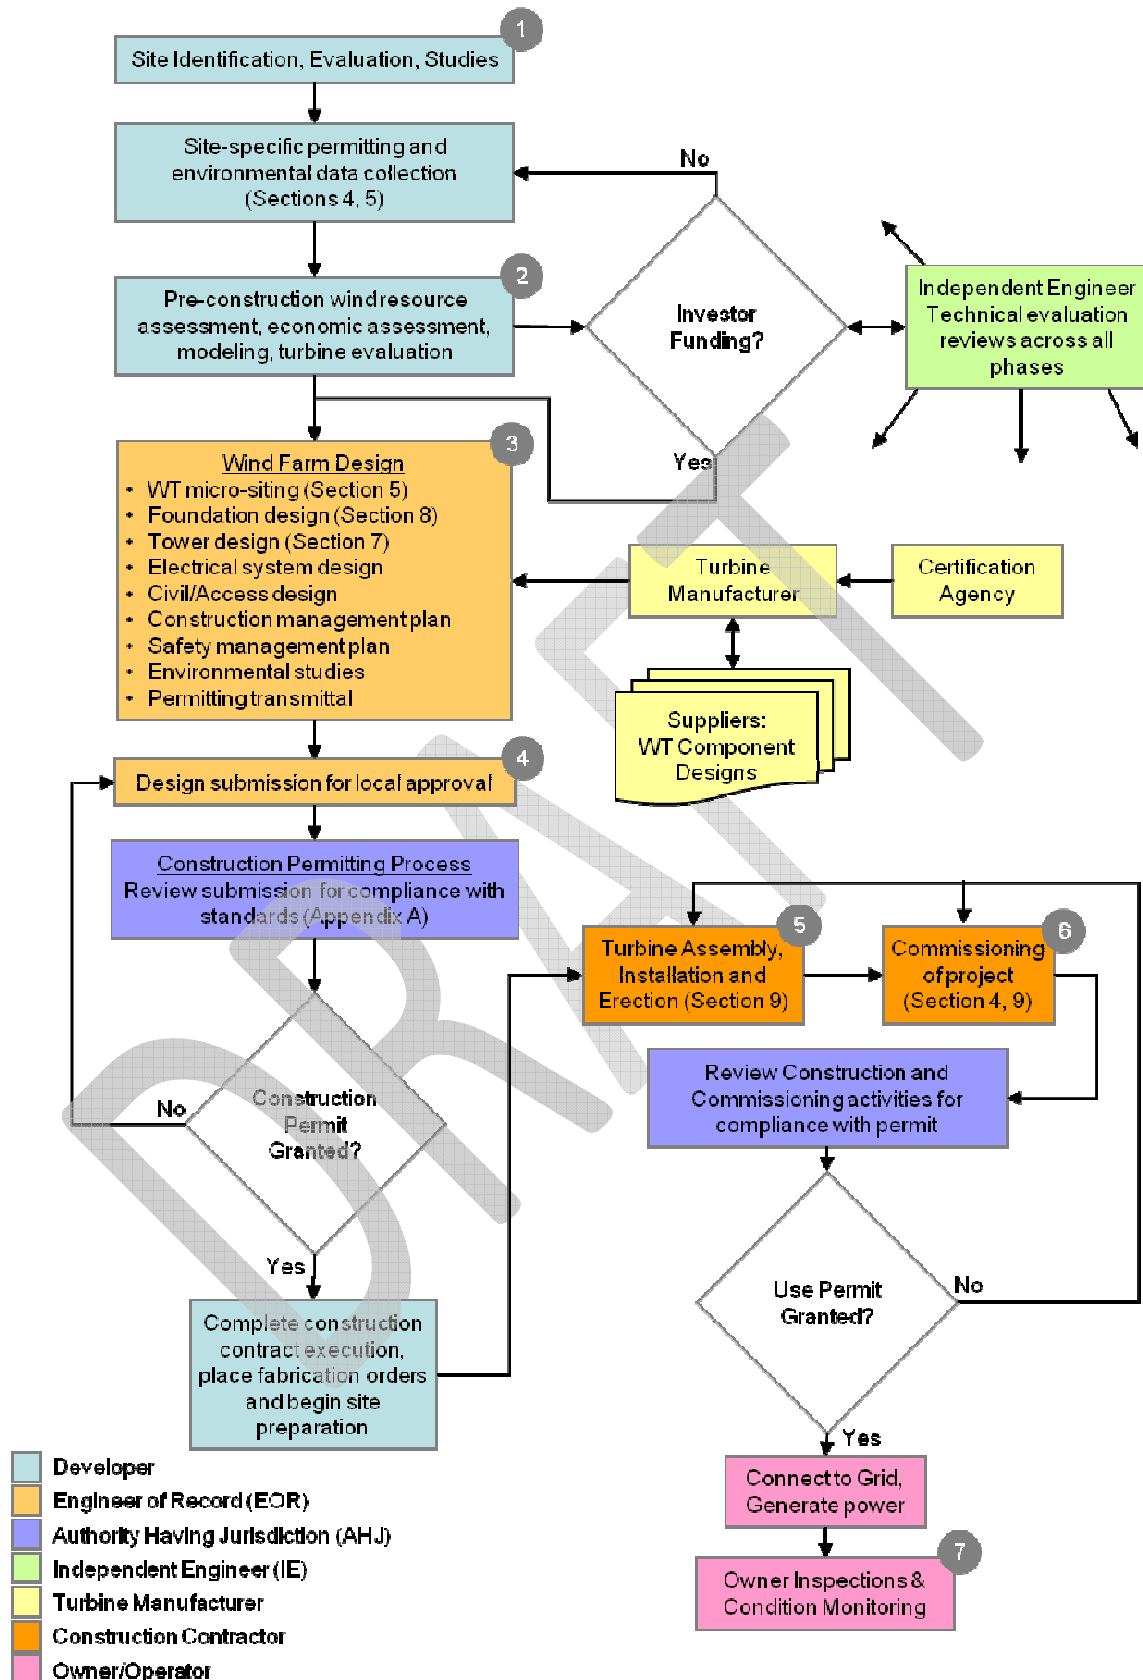 1
Site Identification, Evaluation, Studies
Site-specific permitting and
environmental data collection
(Sections 4, 5)
No
2
Pre-construction wind resource
assessment, economic assessment,
modeling, turbine evaluation
Investor
Funding?
Independent Engineer
Technical evaluation
reviews across all
phases
Yes
3
Wind Farm Design
• WT micro-siting (Section 5)
• Foundation design (Section 8)
• Tower design (Section 7)
• Electrical system design
• Civil/Access design
• Construction management plan
• Safety management plan
• Environmental studies
• Permitting transmittal
Turbine
Manufacturer
Certification
Agency
Suppliers:
WT Component
Designs
4
Design submission for local approval
Construction Permitting Process
Review submission for compliance with
standards (Appendix A)
5
Turbine Assembly,
Installation and
Erection (Section 9)
6
Commissioning
of project
(Section 4, 9)
Review Construction and
Commissioning activities for
compliance with permit
No
Construction
Permit
Granted?
Yes
Complete construction
contract execution,
place fabrication orders
and begin site
preparation
Use Permit
Granted?
No
Yes
Connect to Grid,
Generate power
7
Owner Inspections &
Condition Monitoring
Developer
Engineer of Record (EOR)
Authority Having Jurisdiction (AHJ)
Independent Engineer (IE)
Turbine Manufacturer
Construction Contractor
Owner/Operator
DRAFT